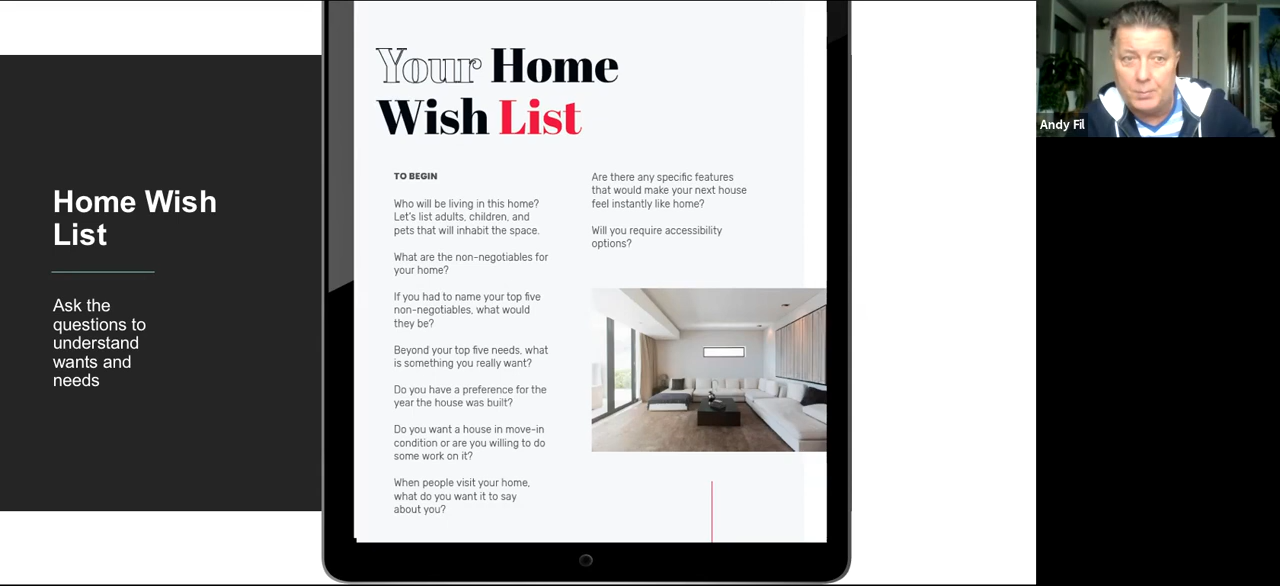 Home Wish
List
Ask the
questions to
understand
wants and
needs
Your Home
Wish List
TO BEGIN
Who will be living in this home?
Let's list adults, children, and
pets that will inhabit the space.
What are the non-negotiables for
your home?
If you had to name your top five
non-negotiables, what would
they be?
Beyond your top five needs, what
is something you really want?
Do you have a preference for the
year the house was built?
Do you want a house in move-in
condition or are you willing to do
some work on it?
When people visit your home,
what do you want it to say
about you?
Are there any specific features
that would make your next house
feel instantly like home?
Will you require accessibility
options?
Andy Fil